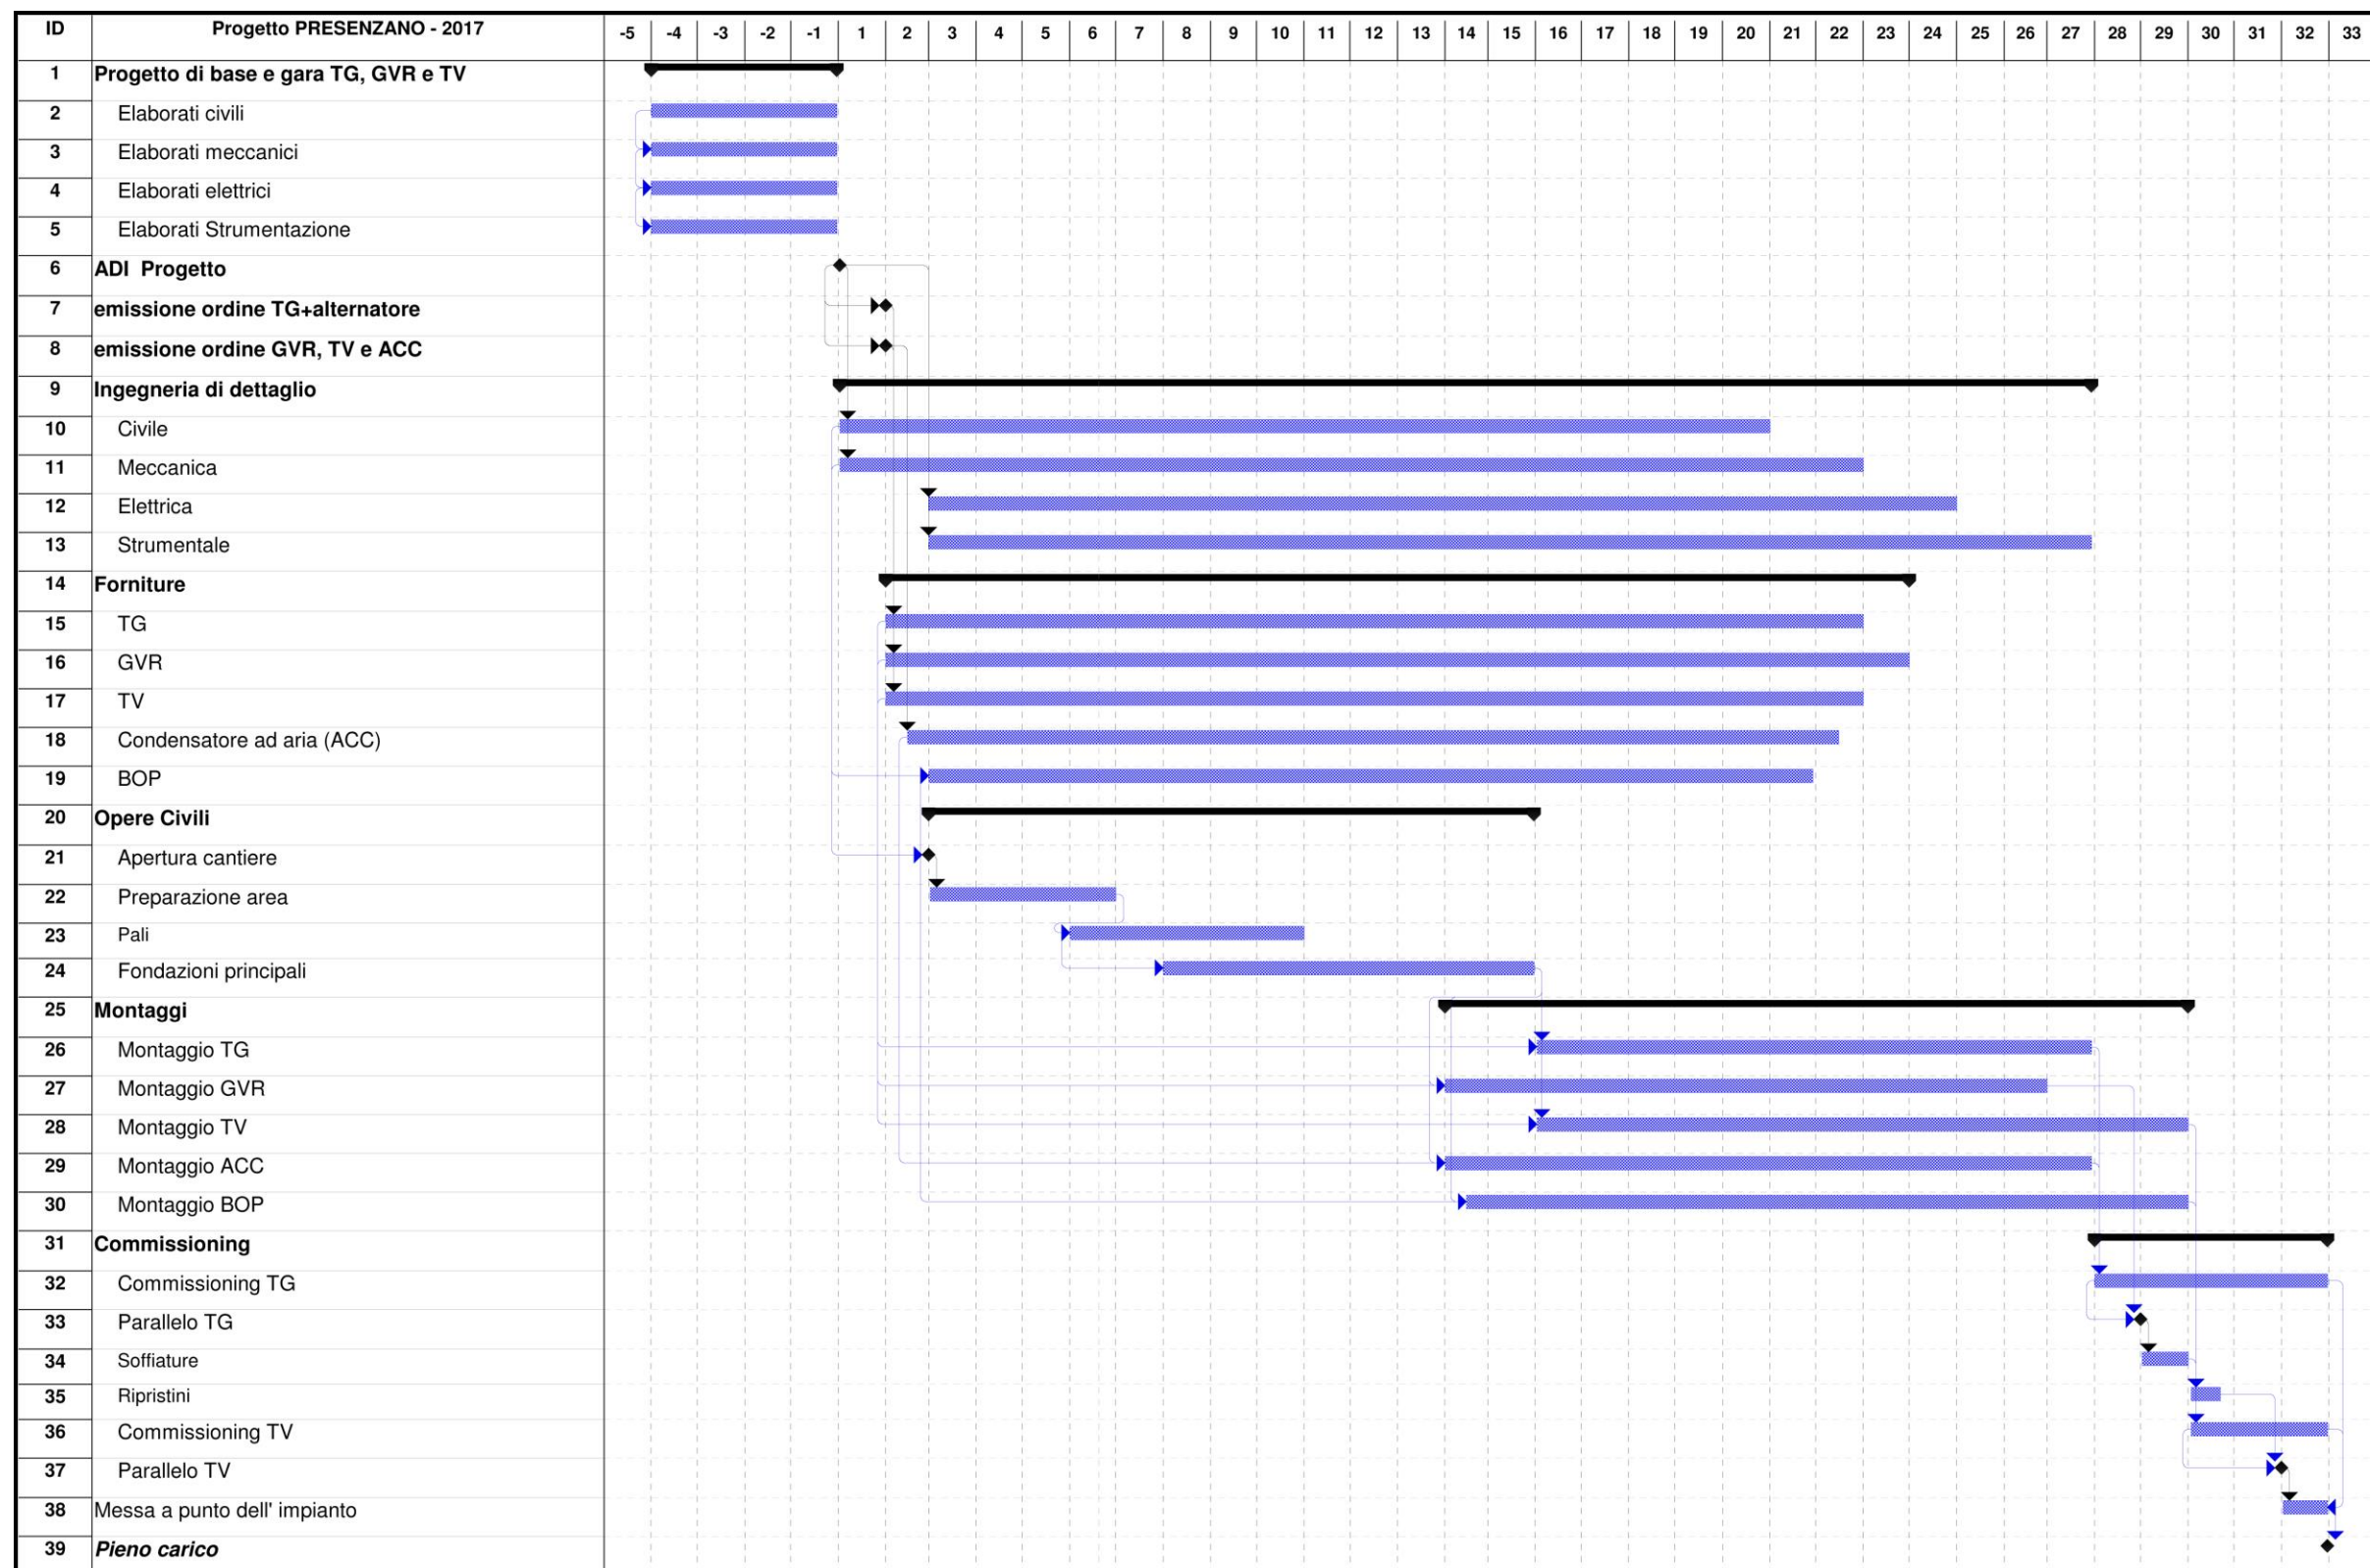 ID Progetto PRESENZANO - 2017 -5 -4 -3 -2 -1 1 2 3 4 5 6 7 8 9 10 11 12 13 14 15 16 17 18 19 20 21 22 23 24 25 26 27 28 29 30 31 32 33
1 Progetto di base e gara TG, GVR e TV
2 Elaborati civili
3 Elaborati meccanici
4 Elaborati elettrici
5 Elaborati Strumentazione
6 ADI Progetto
7 emissione ordine TG+alternatore
8 emissione ordine GVR, TV e ACC
9 Ingegneria di dettaglio
10 Civile
11 Meccanica
12 Elettrica
13 Strumentale
14 Forniture
15 TG
16 GVR
17 TV
18 Condensatore ad aria (ACC)
19 BOP
20 Opere Civili
21 Apertura cantiere
22 Preparazione area
23 Pali
24 Fondazioni principali
25 Montaggi
26 Montaggio TG
27 Montaggio GVR
28 Montaggio TV
29 Montaggio ACC
30 Montaggio BOP
31 Commissioning
32 Commissioning TG
33 Parallelo TG
34 Soffiature
35 Ripristini
36 Commissioning TV
37 Parallelo TV
38 Messa a punto dell' impianto
39 Pieno carico